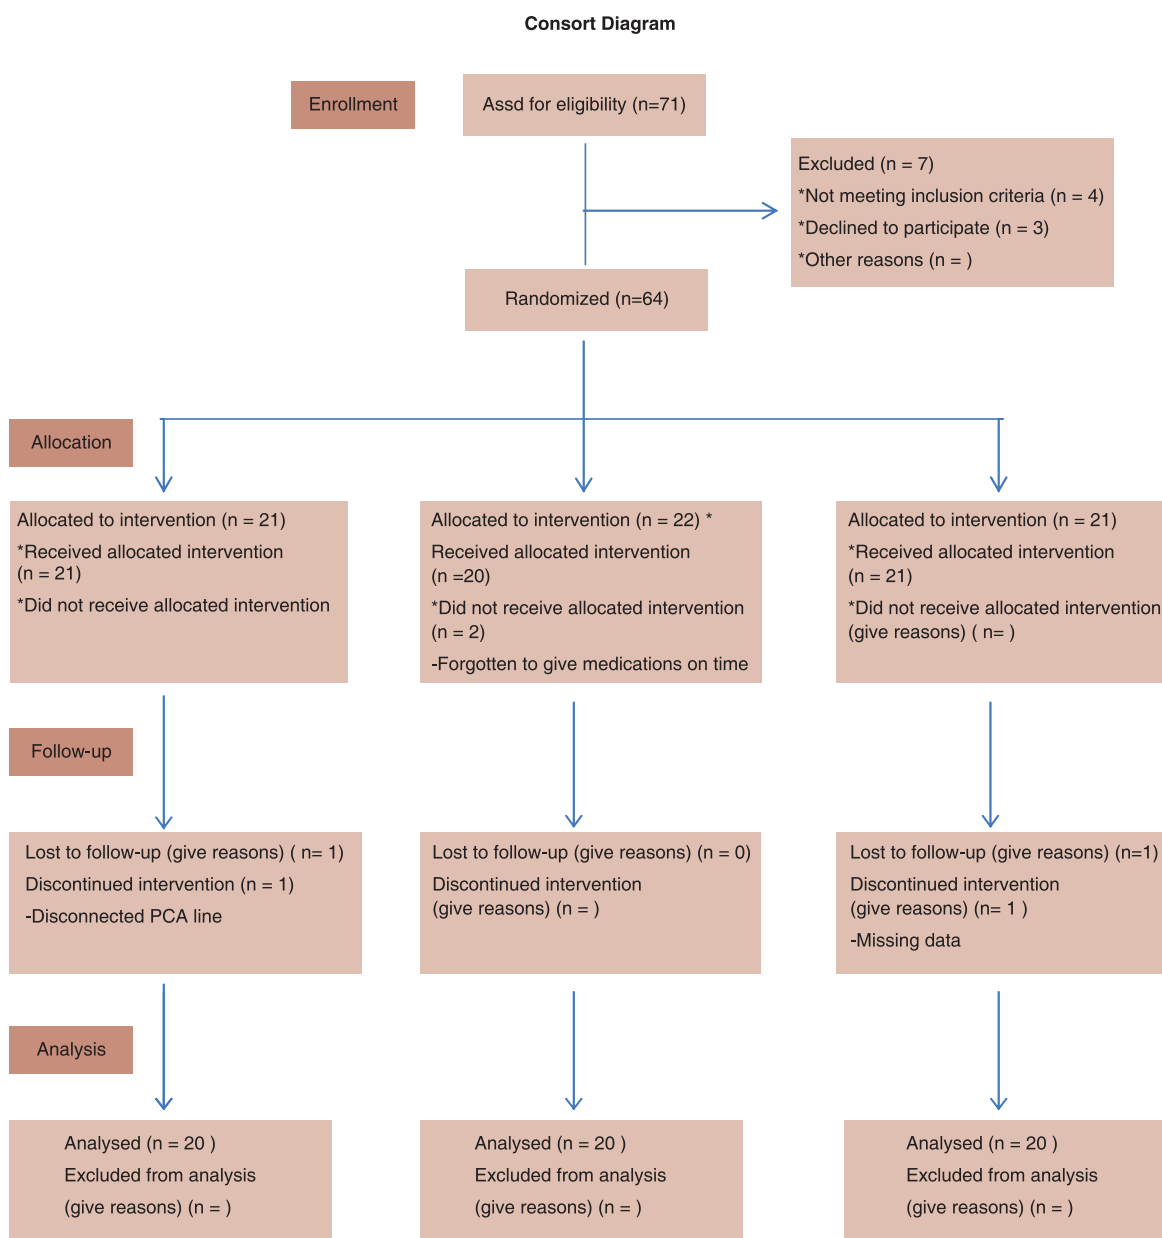 Consort Diagram
Enrollment
Assd for eligibility (n=71)
Excluded (n = 7)
*Not meeting inclusion criteria (n = 4)
*Declined to participate (n = 3)
*Other reasons (n = )
Randomized (n=64)
Allocation
Allocated to intervention (n = 21)
*Received allocated intervention
(n = 21)
*Did not receive allocated intervention
Allocated to intervention (n = 22) *
Received allocated intervention
(n =20)
*Did not receive allocated intervention
(n = 2)
-Forgotten to give medications on time
Allocated to intervention (n = 21)
*Received allocated intervention
(n = 21)
*Did not receive allocated intervention
(give reasons) ( n= )
Follow-up
Lost to follow-up (give reasons) ( n= 1)
Discontinued intervention (n = 1)
-Disconnected PCA line
Lost to follow-up (give reasons) (n = 0)
Discontinued intervention
(give reasons) (n = )
Lost to follow-up (give reasons) (n=1)
Discontinued intervention
(give reasons) (n= 1 )
-Missing data
Analysis
Analysed (n = 20 )
Excluded from analysis
(give reasons) (n = )
Analysed (n = 20 )
Excluded from analysis
(give reasons) (n = )
Analysed (n = 20 )
Excluded from analysis
(give reasons) (n = )